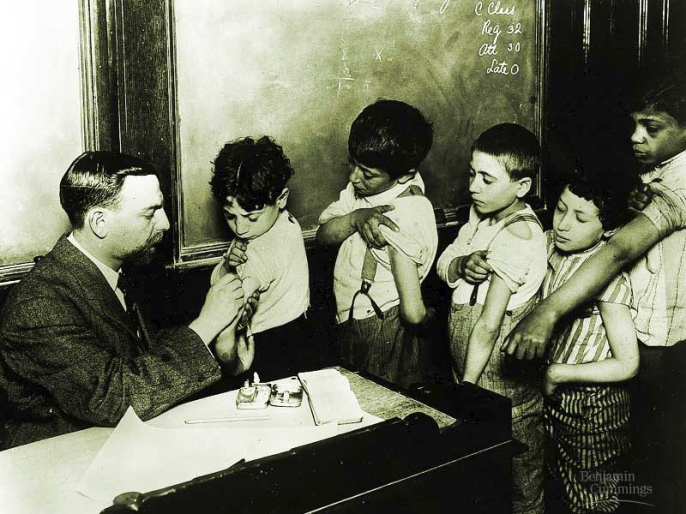 C Class
Reg 32
Att 30
Late 0
Benjamin
Cummings